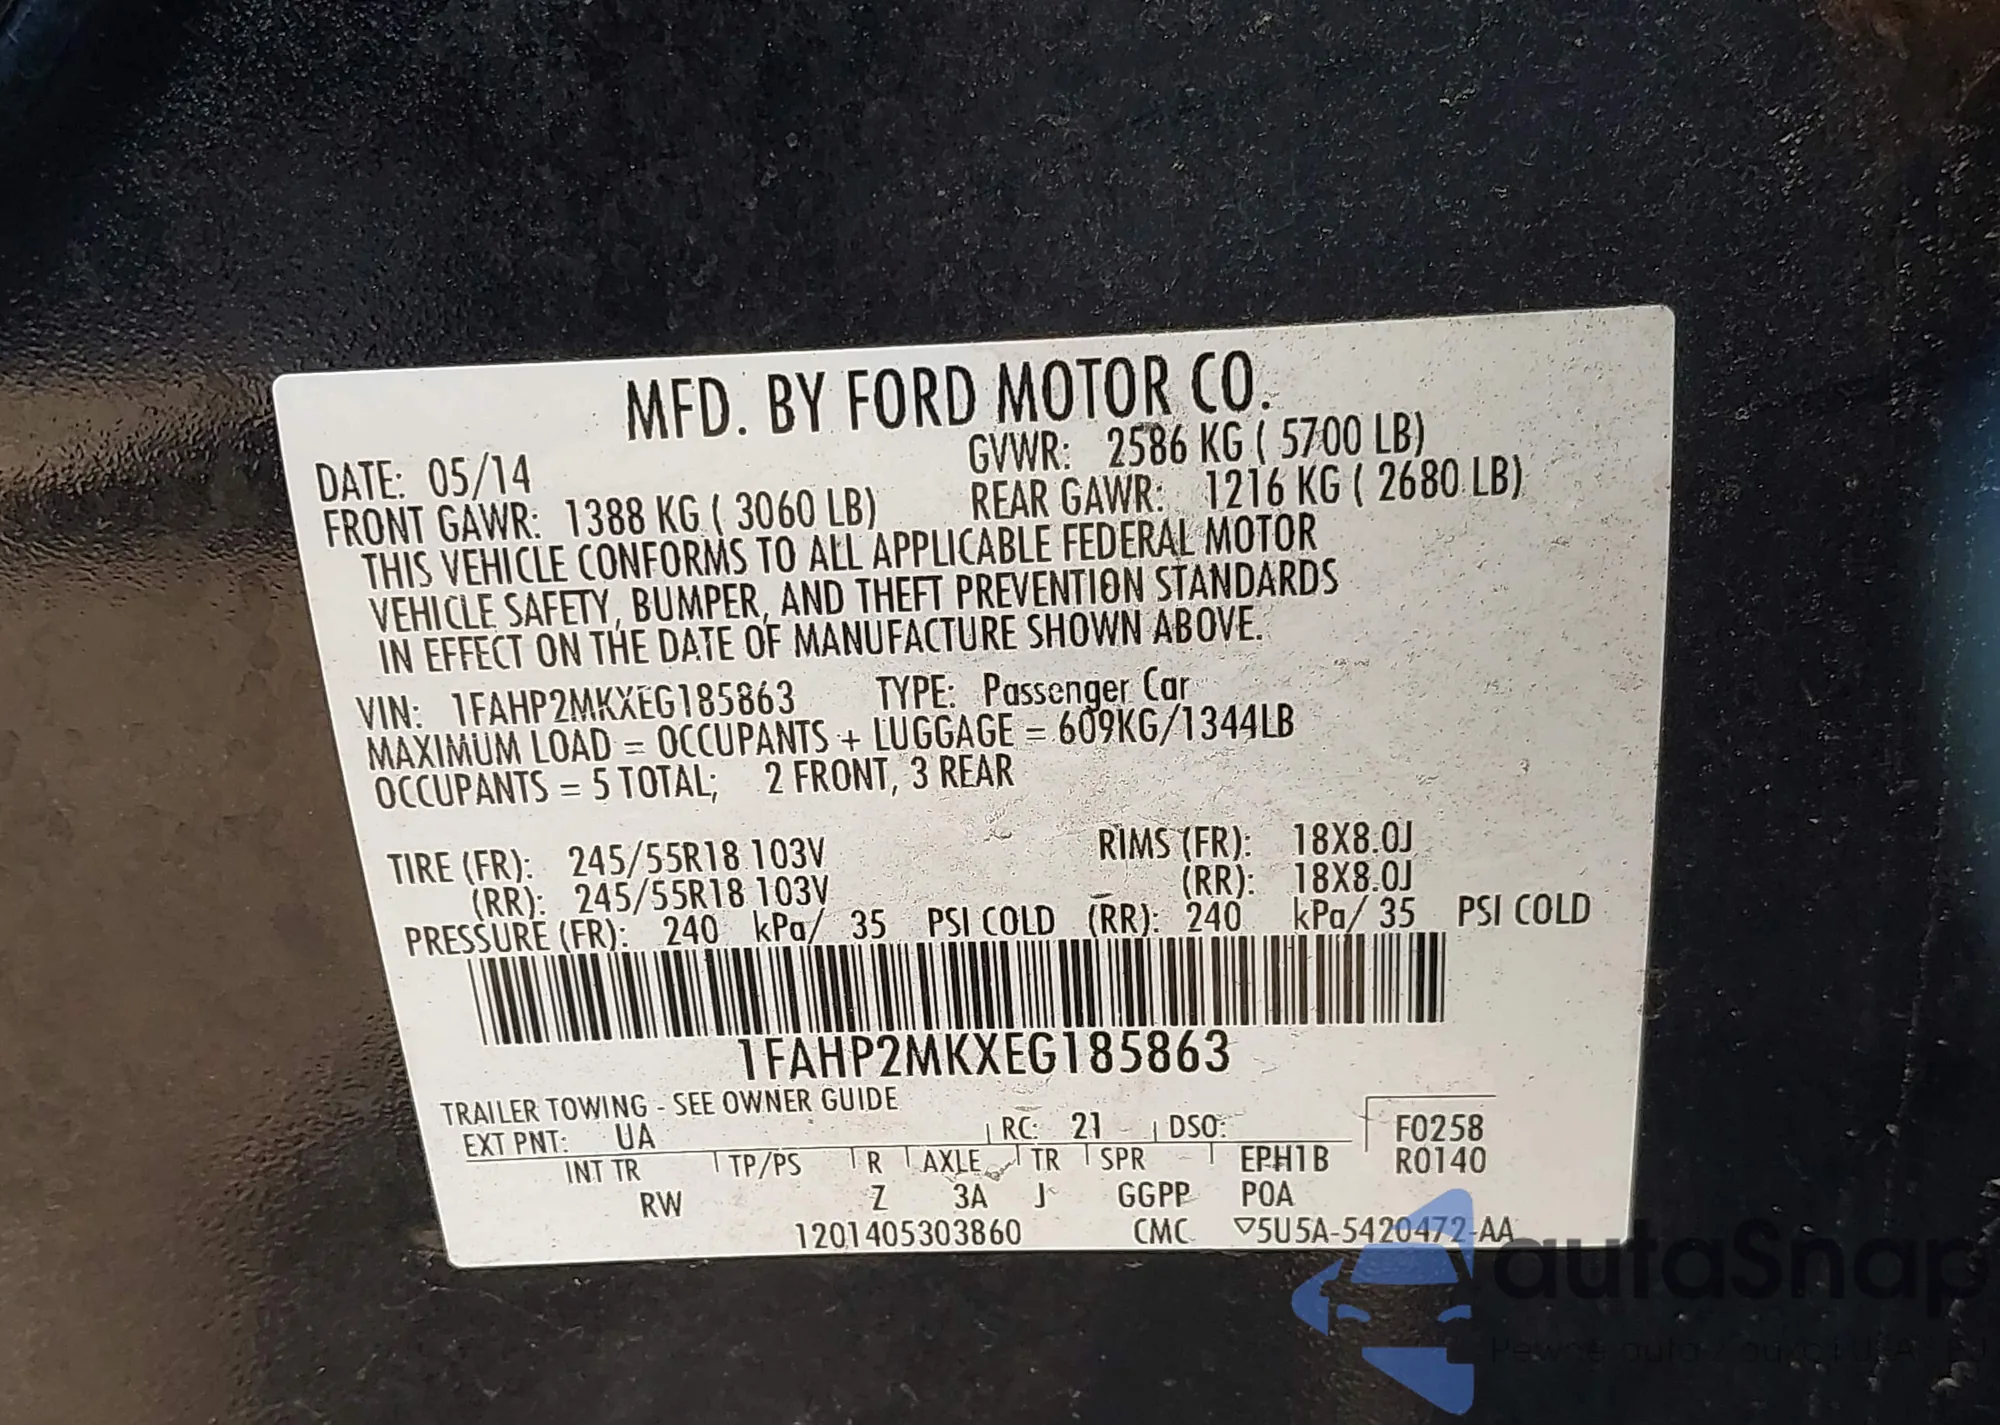 MFD. BY FORD MOTOR CO.
DATE: 05/14 GVWR: 2586 KG ( 5700 LB)
FRONT GAWR: 1388 KG ( 3060 LB) REAR GAWR: 1216 KG ( 2680 LB)
THIS VEHICLE CONFORMS TO ALL APPLICABLE FEDERAL MOTOR
VEHICLE SAFETY, BUMPER, AND THEFT PREVENTION STANDARDS
IN EFFECT ON THE DATE OF MANUFACTURE SHOWN ABOVE.
VIN: 1FAHP2MKXEG185863 TYPE: Passenger Car
MAXIMUM LOAD = OCCUPANTS + LUGGAGE = 609KG/1344LB
OCCUPANTS = 5 TOTAL; 2 FRONT, 3 REAR
TIRE (FR): 245/55R18 103V RIMS (FR): 18X8.0J
(RR): 245/55R18 103V (RR): 18X8.0J
PRESSURE (FR): 240 kPa/ 35 PSI COLD (RR): 240 kPa/ 35 PSI COLD
1FAHP2MKXEG185863
TRAILER TOWING - SEE OWNER GUIDE
EXT PNT: UA RC: 21 DSO: F0258
INT TR TP/PS R AXLE TR SPR EPH1B R0140
RW Z 3A J GGPP POA
1201405303860 CMC ▽5U5A-5420472-AA
autaSnap